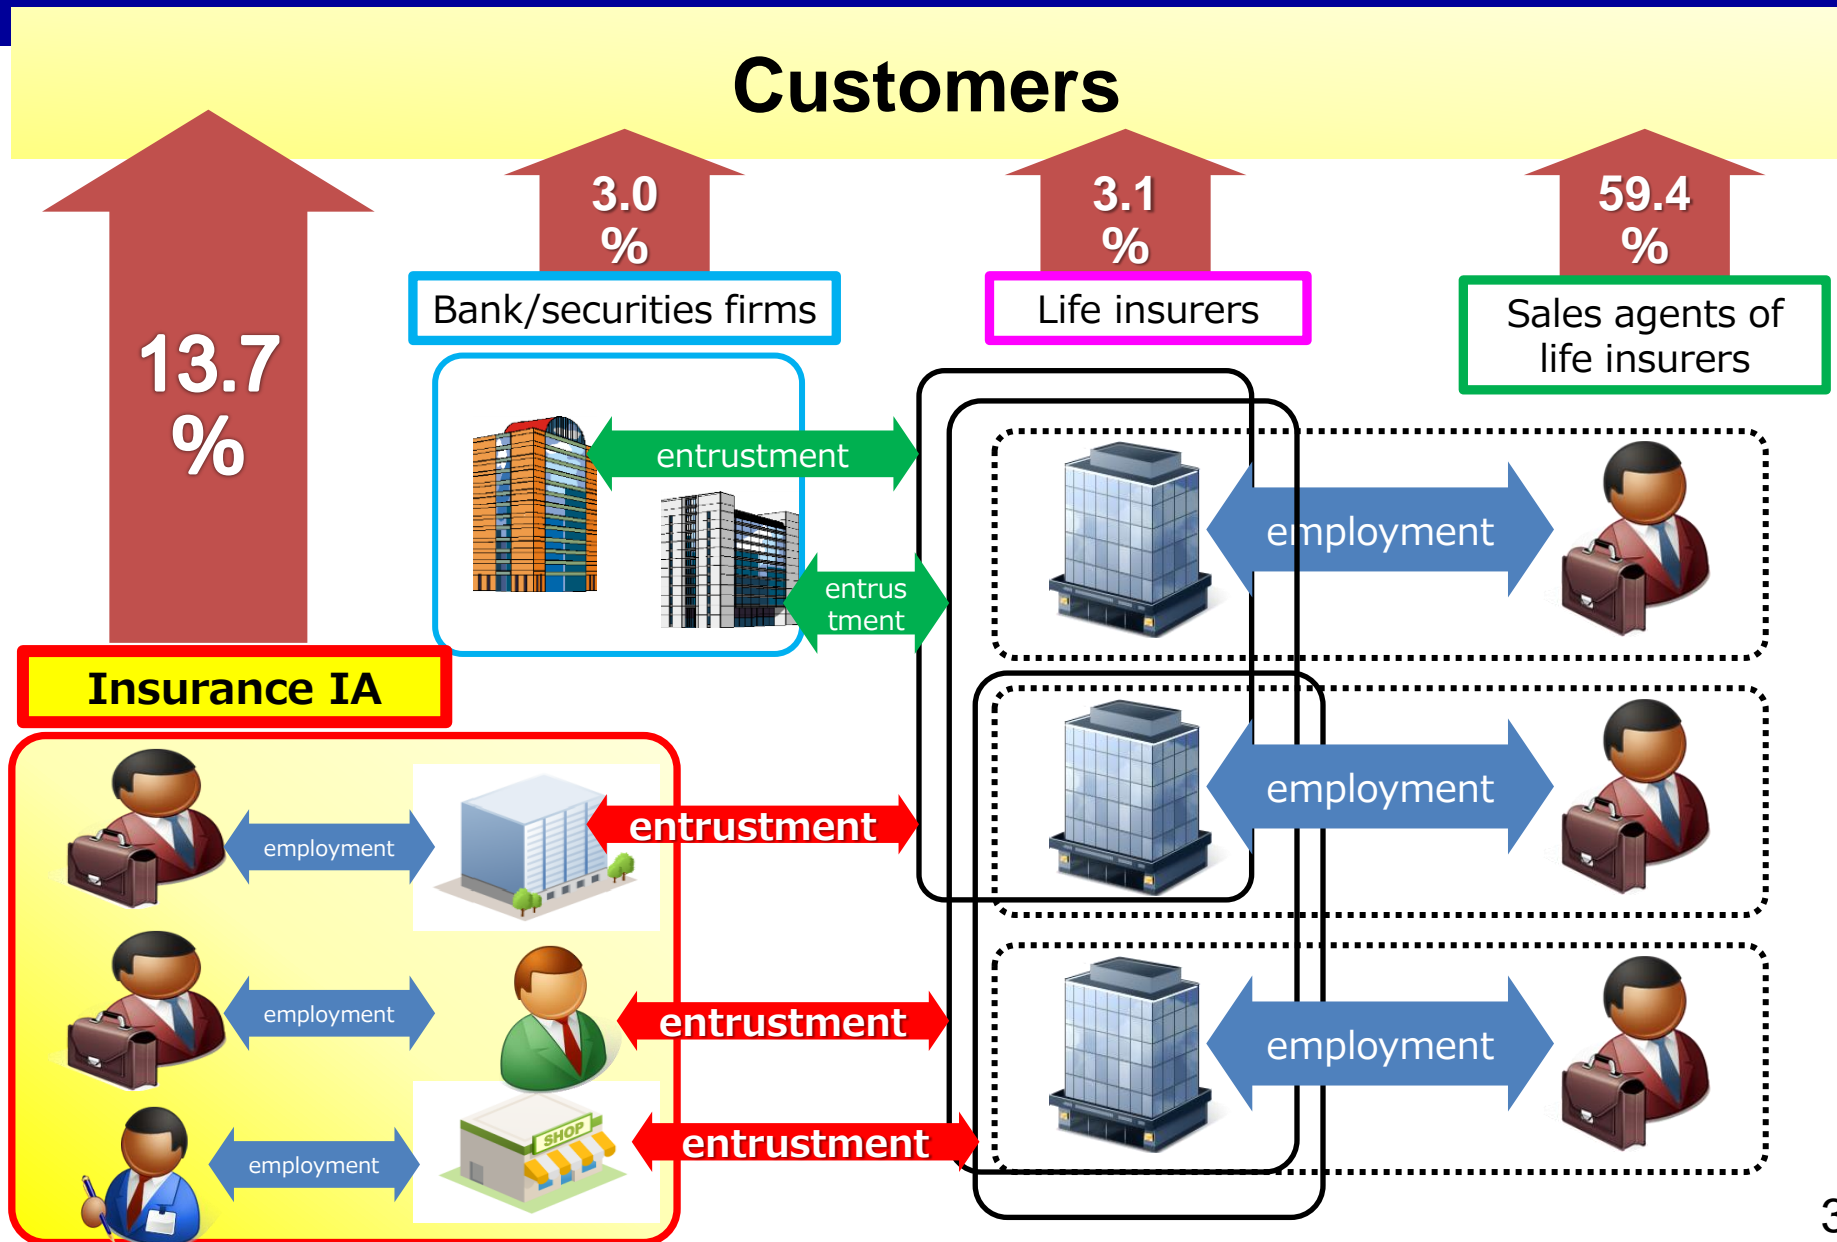 Customers
13.7
%
3.0
%
3.1
%
59.4
%
Bank/securities firms
Life insurers
Sales agents of
life insurers
entrustment
entrus
tment
employment
Insurance IA
employment
entrustment
employment
employment
entrustment
employment
SHOP
employment
entrustment
3